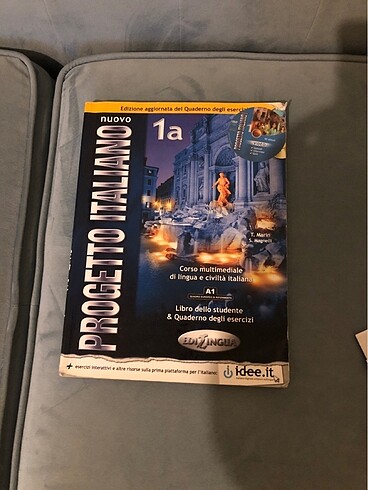 Edizione aggiornata del Quaderno degli esercizi
nuovo
PROGETTO ITALIANO
1a
T. Marin
S. Magnelli
Corso multimediale
di lingua e civiltà italiana
A1
Libro dello studente
& Quaderno degli esercizi
EDILINGUA
+ esercizi interattivi e altre risorse sulla prima piattaforma per l'italiano!
idee.it